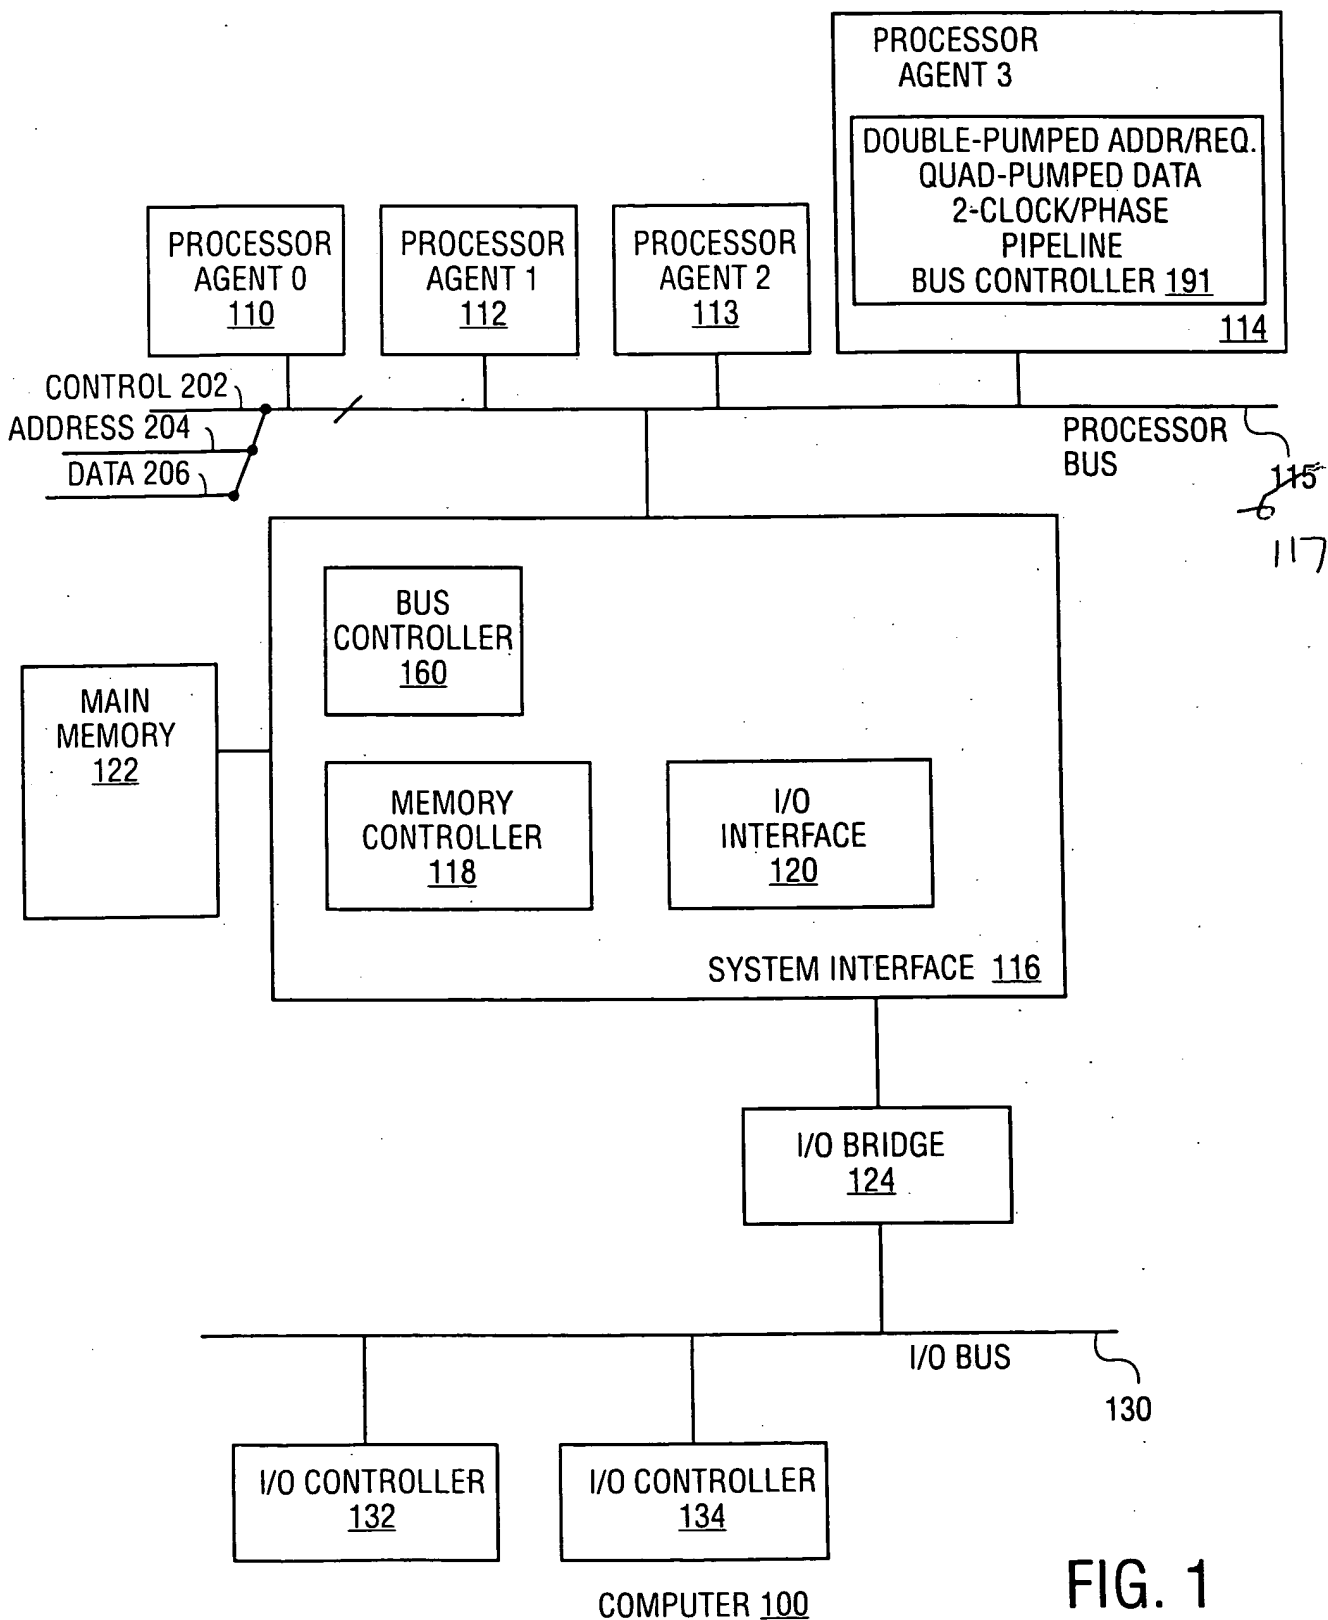 PROCESSOR
AGENT 3
DOUBLE-PUMPED ADDR/REQ.
QUAD-PUMPED DATA
2-CLOCK/PHASE
PIPELINE
BUS CONTROLLER 191
114
PROCESSOR
AGENT 0
110
PROCESSOR
AGENT 1
112
PROCESSOR
AGENT 2
113
CONTROL 202
ADDRESS 204
DATA 206
PROCESSOR
BUS
115
117
BUS
CONTROLLER
160
MAIN
MEMORY
122
MEMORY
CONTROLLER
118
I/O
INTERFACE
120
SYSTEM INTERFACE 116
I/O BRIDGE
124
I/O BUS
130
I/O CONTROLLER
132
I/O CONTROLLER
134
COMPUTER 100
FIG. 1